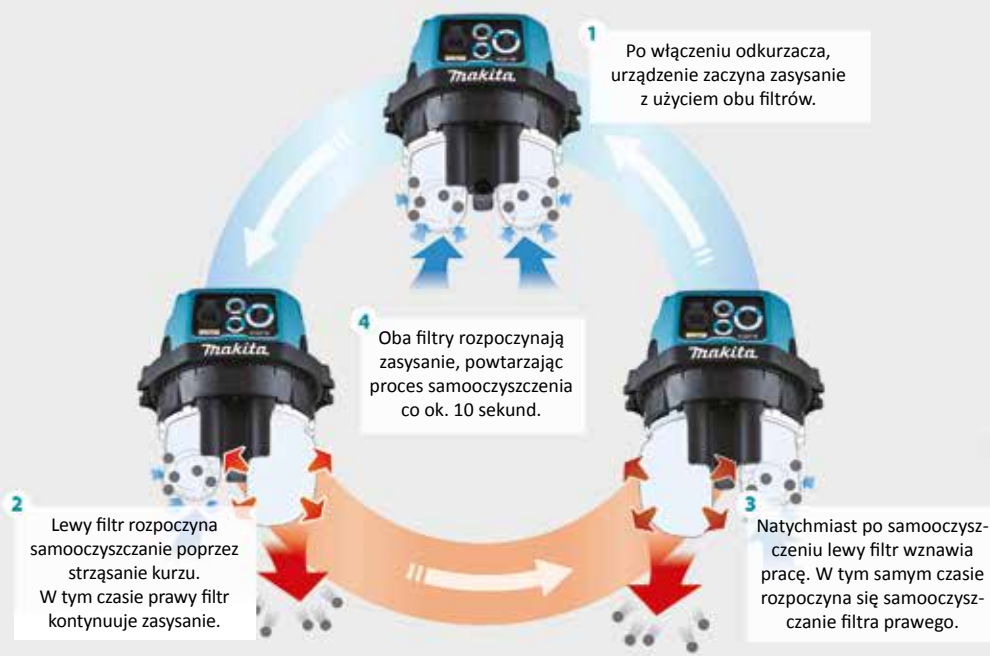 makita
1
Po włączeniu odkurzacza,
urządzenie zaczyna zasysanie
z użyciem obu filtrów.
makita
2
Lewy filtr rozpoczyna
samooczyszczanie poprzez
strząsanie kurzu.
W tym czasie prawy filtr
kontynuuje zasysanie.
makita
3
Natychmiast po samooczysz-
czeniu lewy filtr wznawia
pracę. W tym samym czasie
rozpoczyna się samooczysz-
czanie filtra prawego.
4
Oba filtry rozpoczynają
zasysanie, powtarzając
proces samooczyszczenia
co ok. 10 sekund.